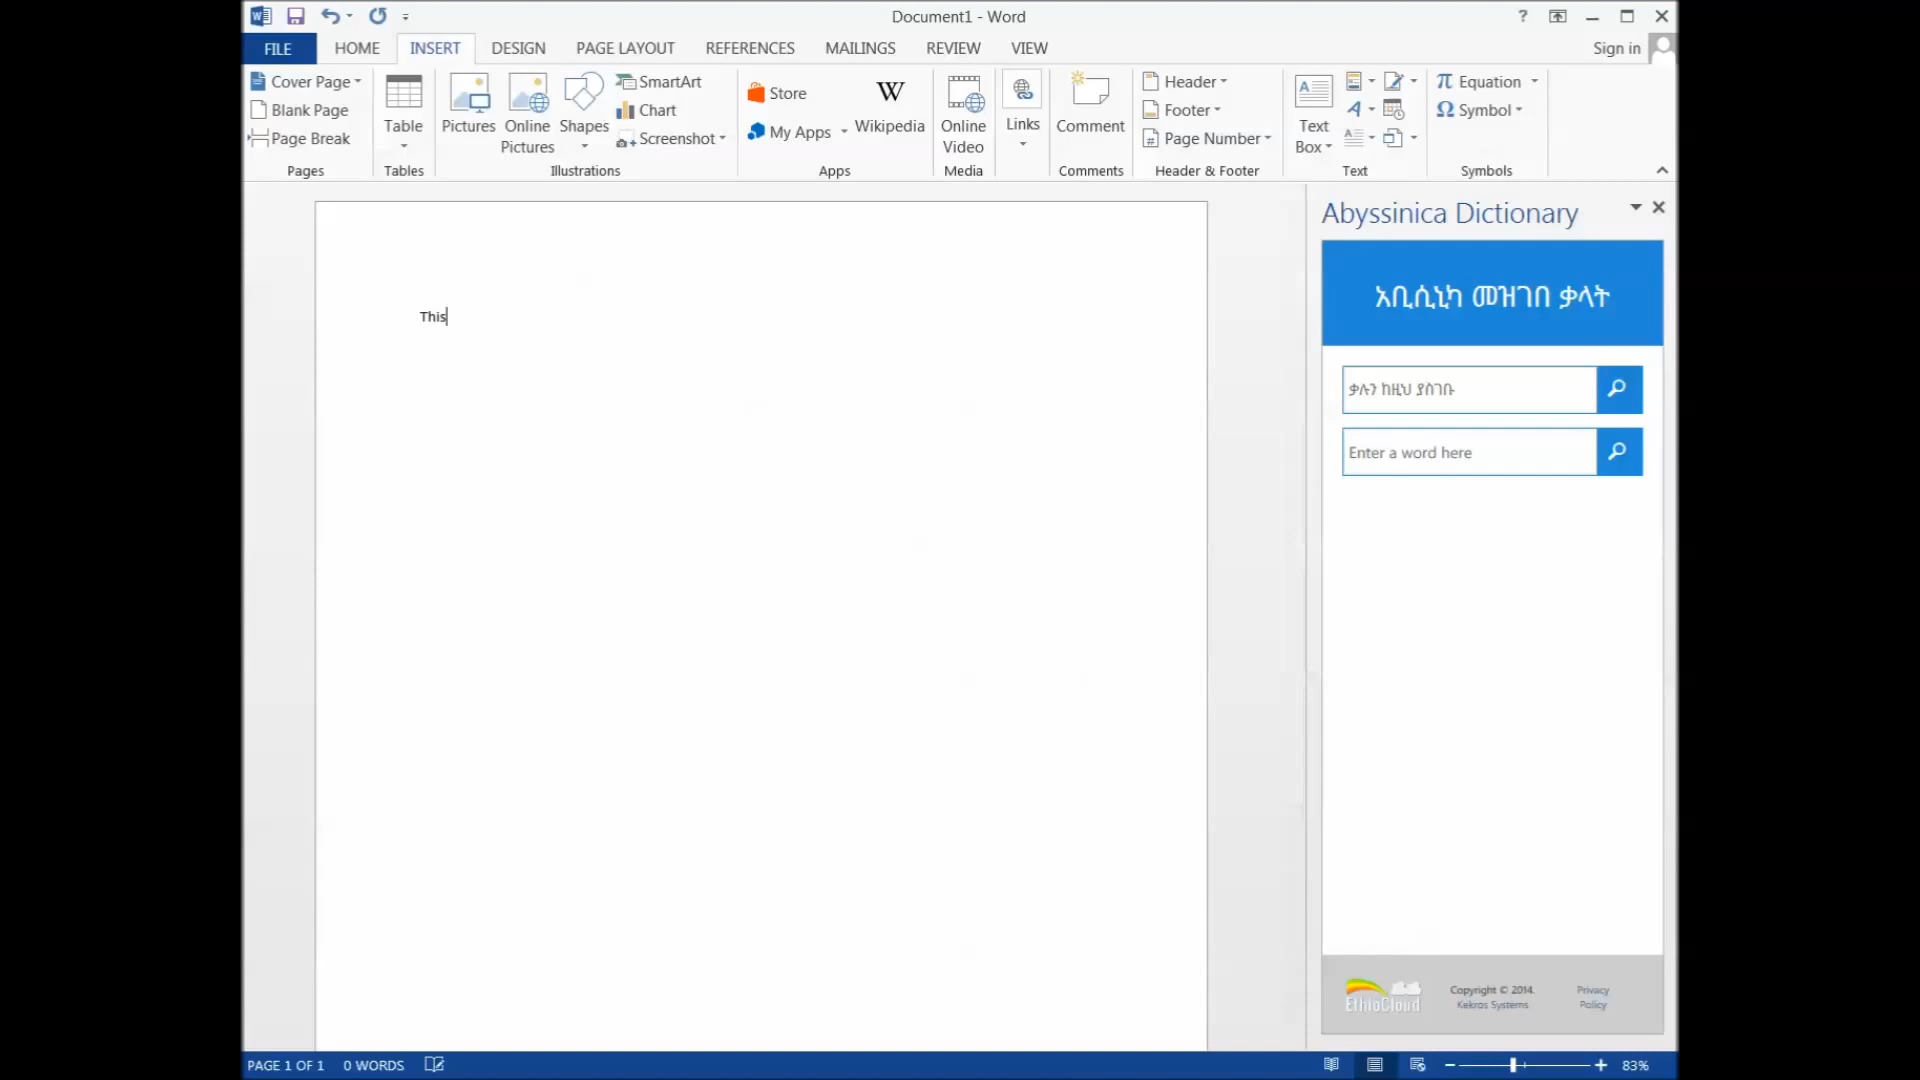 Document1 - Word
?
FILE HOME INSERT DESIGN PAGE LAYOUT REFERENCES MAILINGS REVIEW VIEW
Sign in
Cover Page
Blank Page
Page Break
Pages
Table
Tables
Pictures
Online
Pictures
Shapes
SmartArt
Chart
Screenshot
Illustrations
Store
My Apps
W
Wikipedia
Apps
Online
Video
Media
Links
Comment
Comments
Header
Footer
Page Number
Header & Footer
Text
Box
Text
π Equation
Ω Symbol
Symbols
This
Abyssinica Dictionary
አቢሲኒካ መዝገበ ቃላት
ቃሉን ከዚህ ያስገቡ
Enter a word here
EthioCloud
Copyright © 2014.
Kekros Systems
Privacy
Policy
PAGE 1 OF 1 0 WORDS
83%